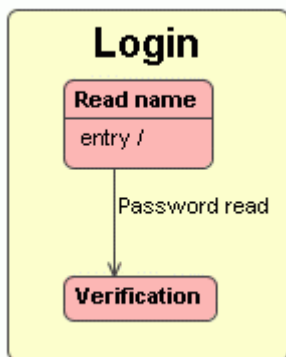 Login
Read name
entry /
Password read
Verification